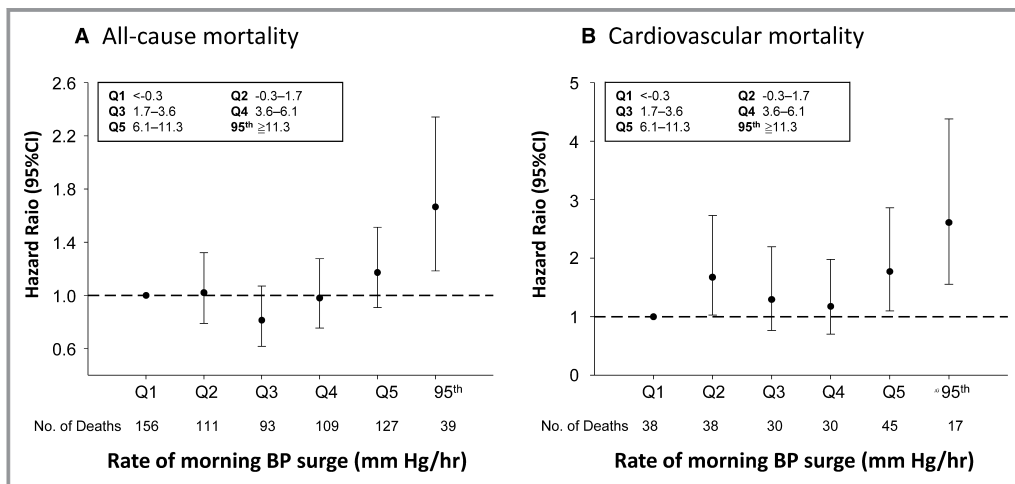 A All-cause mortality
2.6
2.2
1.8
1.4
1.0
0.6
Hazard Raio (95%CI)
Q1 <-0.3 Q2 -0.3–1.7
Q3 1.7–3.6 Q4 3.6–6.1
Q5 6.1–11.3 95th ≧11.3
Q1 Q2 Q3 Q4 Q5 95th
No. of Deaths 156 111 93 109 127 39
Rate of morning BP surge (mm Hg/hr)
B Cardiovascular mortality
5
4
3
2
1
0
Hazard Raio (95%CI)
Q1 <-0.3 Q2 -0.3–1.7
Q3 1.7–3.6 Q4 3.6–6.1
Q5 6.1–11.3 95th ≧11.3
Q1 Q2 Q3 Q4 Q5 95th
No. of Deaths 38 38 30 30 45 17
Rate of morning BP surge (mm Hg/hr)